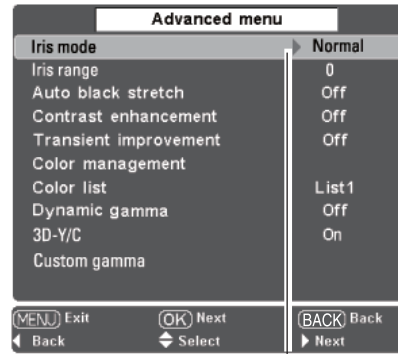 Advanced menu
Iris mode Normal
Iris range 0
Auto black stretch Off
Contrast enhancement Off
Transient improvement Off
Color management
Color list List1
Dynamic gamma Off
3D-Y/C On
Custom gamma
MENU Exit OK Next BACK Back
Back Select Next